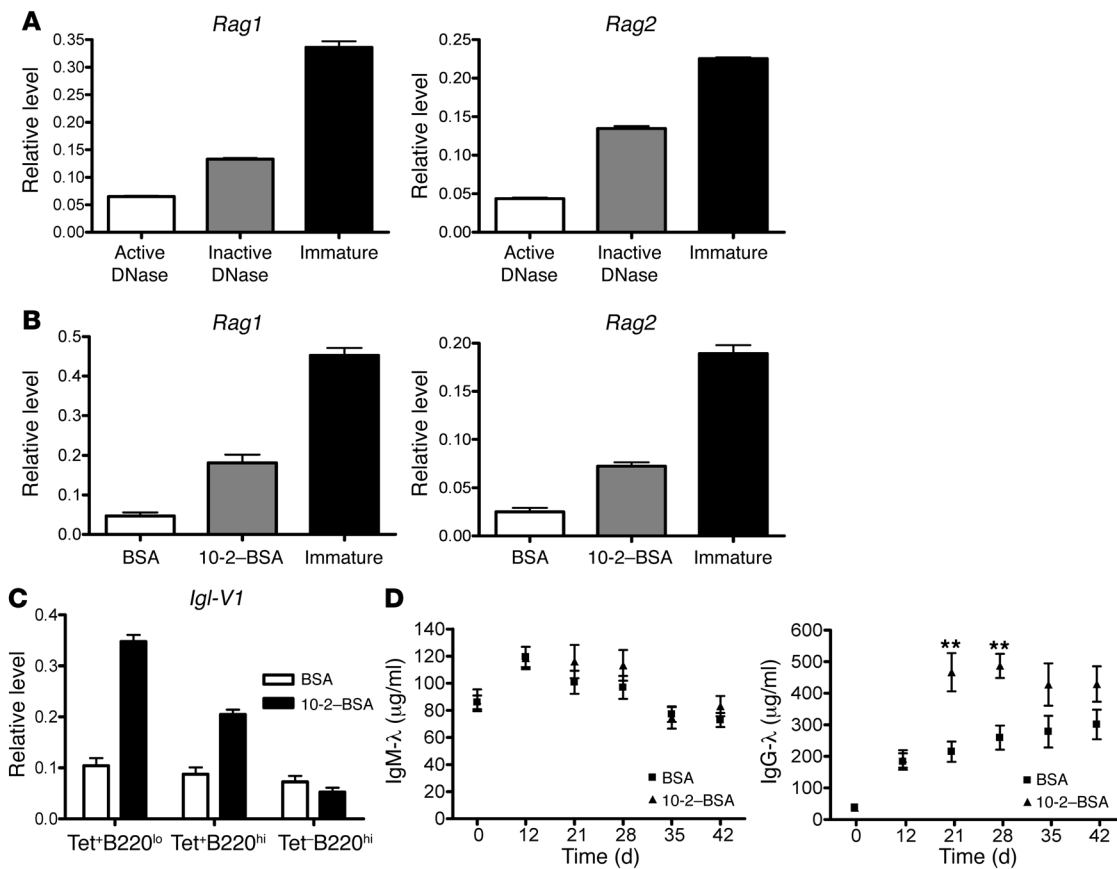 A
Rag1
Relative level
0.35
0.30
0.25
0.20
0.15
0.10
0.05
0.00
Active DNase
Inactive DNase
Immature
Rag2
Relative level
0.25
0.20
0.15
0.10
0.05
0.00
Active DNase
Inactive DNase
Immature
B
Rag1
Relative level
0.5
0.4
0.3
0.2
0.1
0.0
BSA
10-2–BSA
Immature
Rag2
Relative level
0.20
0.15
0.10
0.05
0.00
BSA
10-2–BSA
Immature
C
Igl-V1
Relative level
0.4
0.3
0.2
0.1
0.0
BSA
10-2–BSA
Tet⁺B220ˡᵒ
Tet⁺B220ʰⁱ
Tet⁻B220ʰⁱ
D
IgM-λ (μg/ml)
140
120
100
80
60
40
20
0
BSA
10-2–BSA
0 12 21 28 35 42
Time (d)
IgG-λ (μg/ml)
600
500
400
300
200
100
0
** **
BSA
10-2–BSA
0 12 21 28 35 42
Time (d)